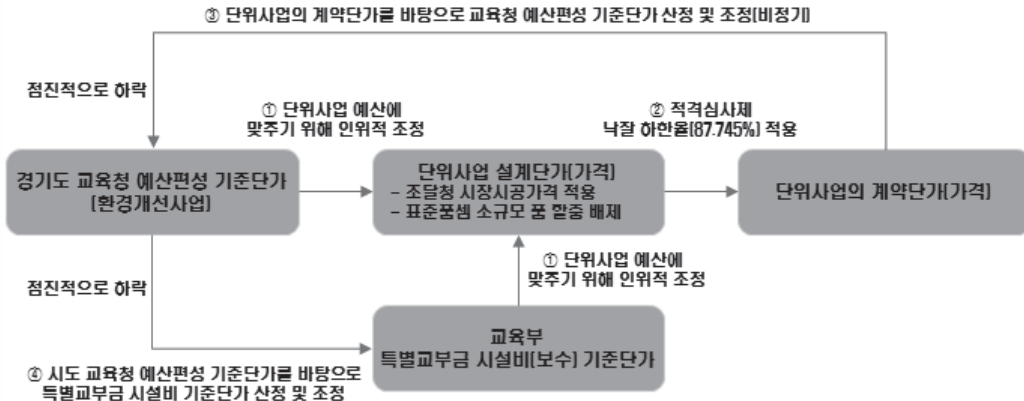 ③ 단위사업의 계약단가를 바탕으로 교육청 예산편성 기준단가 산정 및 조정(비정기)
점진적으로 하락
① 단위사업 예산에
맞추기 위해 인위적 조정
② 적격심사제
낙찰 하한율(87.745%) 적용
경기도 교육청 예산편성 기준단가
(환경개선사업)
단위사업 설계단가(가격)
- 조달청 시장시공가격 적용
- 표준품셈 소규모 품 할증 배제
단위사업의 계약단가(가격)
점진적으로 하락
① 단위사업 예산에
맞추기 위해 인위적 조정
교육부
특별교부금 시설비(보수) 기준단가
④ 시도 교육청 예산편성 기준단가를 바탕으로
특별교부금 시설비 기준단가 산정 및 조정